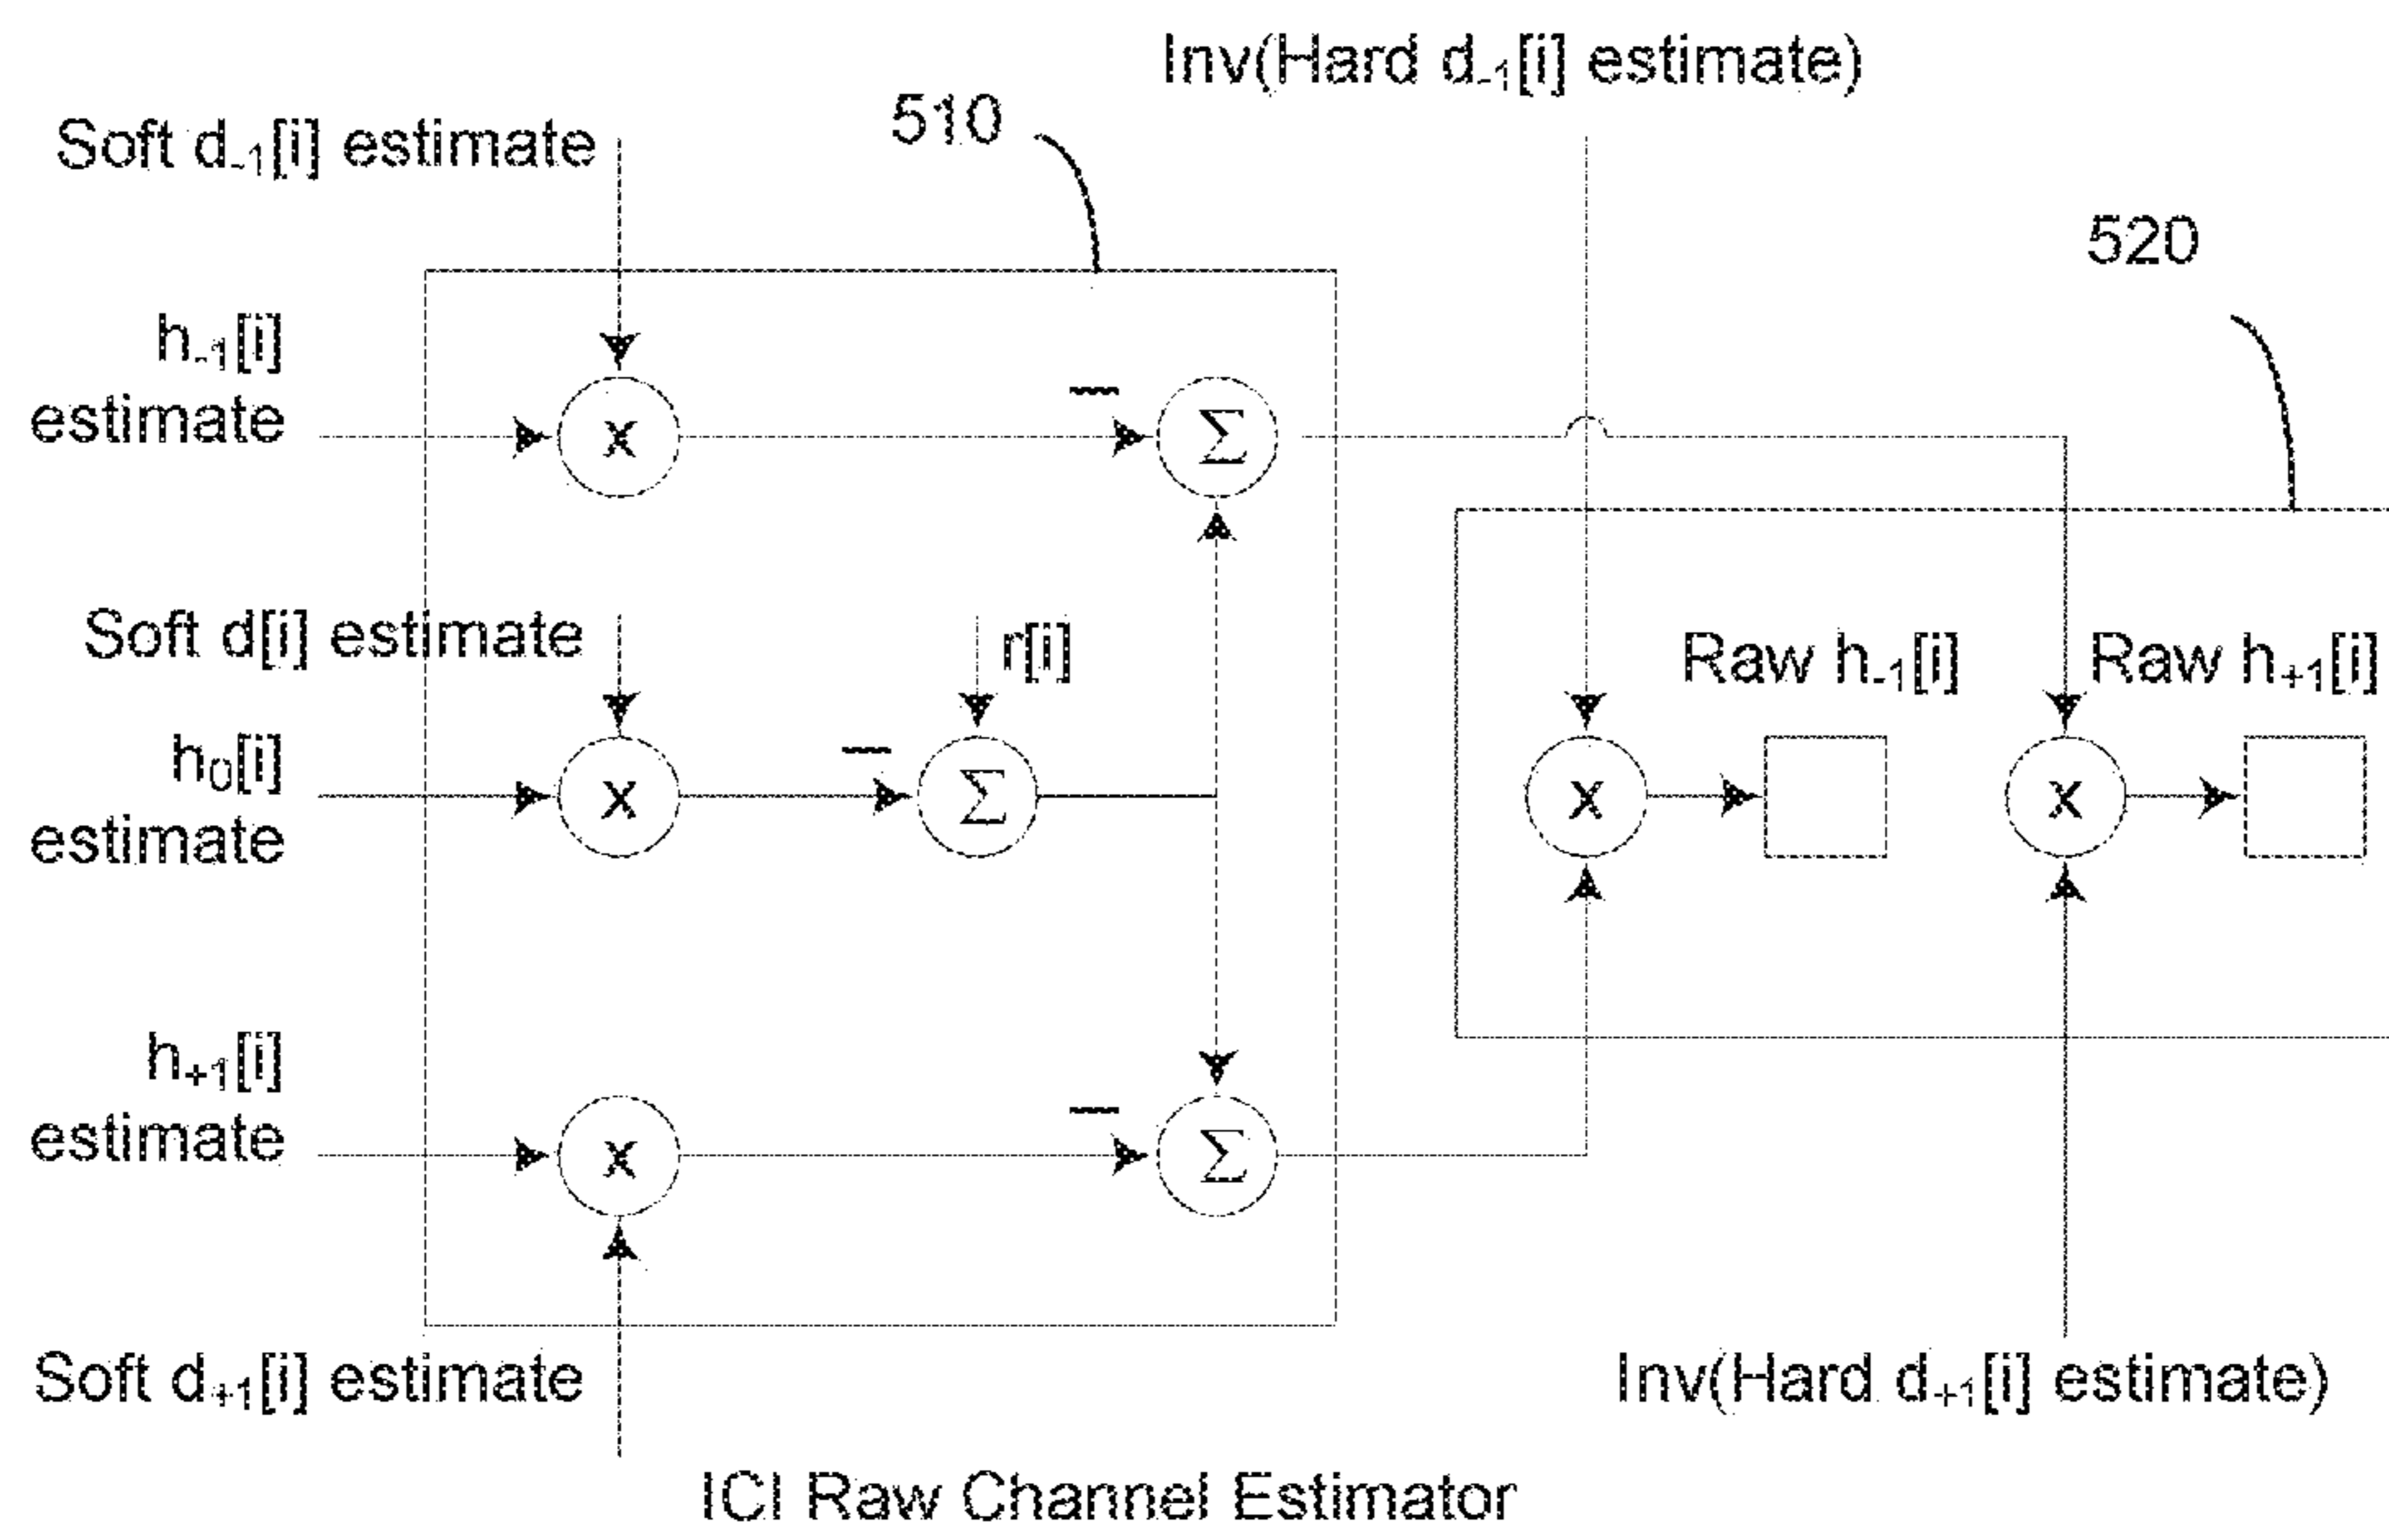 Inv(Hard d₋₁[i] estimate)
510
Soft d₋₁[i] estimate
520
h₋₁[i]
estimate
x
Σ
Soft d[i] estimate
r[i]
Raw h₋₁[i]
Raw h₊₁[i]
h₀[i]
estimate
x
Σ
x
x
h₊₁[i]
estimate
x
Σ
Soft d₊₁[i] estimate
Inv(Hard d₊₁[i] estimate)
ICI Raw Channel Estimator